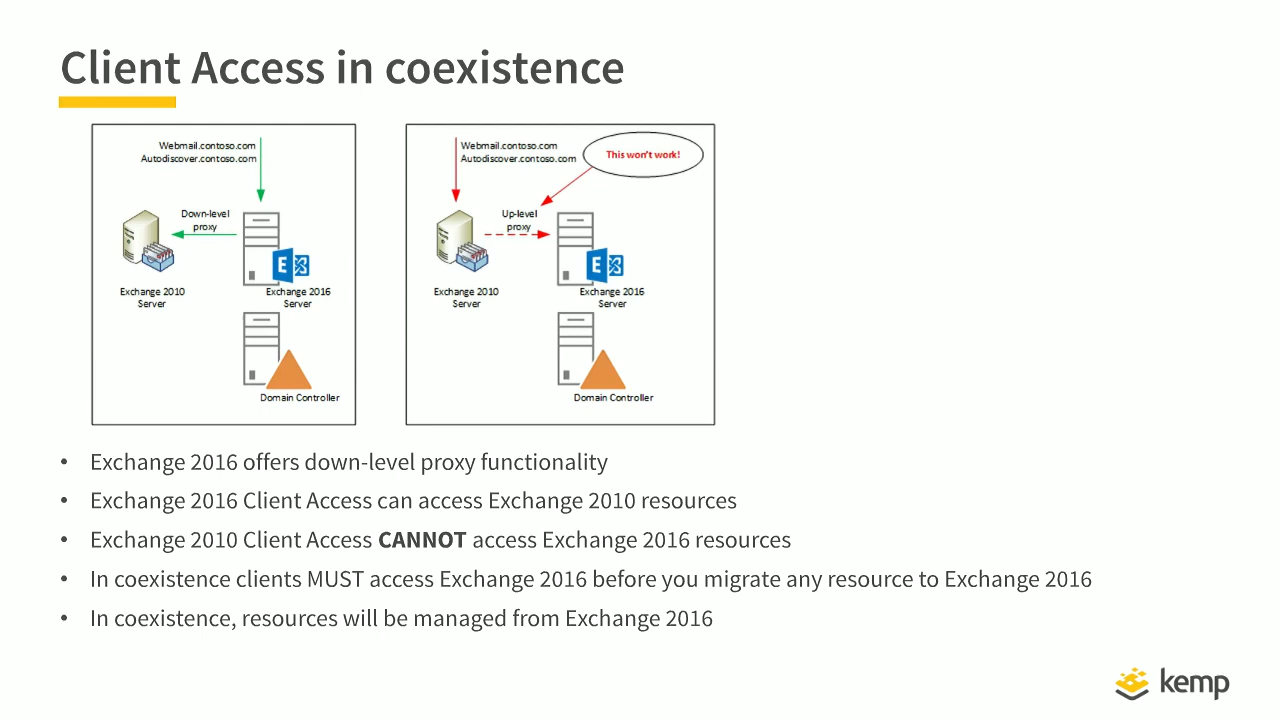 Client Access in coexistence
Webmail.contoso.com
Autodiscover.contoso.com
Down-level
proxy
E
Exchange 2010
Server
Exchange 2016
Server
Domain Controller
Webmail.contoso.com
Autodiscover.contoso.com
This won't work!
Up-level
proxy
E
Exchange 2010
Server
Exchange 2016
Server
Domain Controller
• Exchange 2016 offers down-level proxy functionality
• Exchange 2016 Client Access can access Exchange 2010 resources
• Exchange 2010 Client Access CANNOT access Exchange 2016 resources
• In coexistence clients MUST access Exchange 2016 before you migrate any resource to Exchange 2016
• In coexistence, resources will be managed from Exchange 2016
kemp